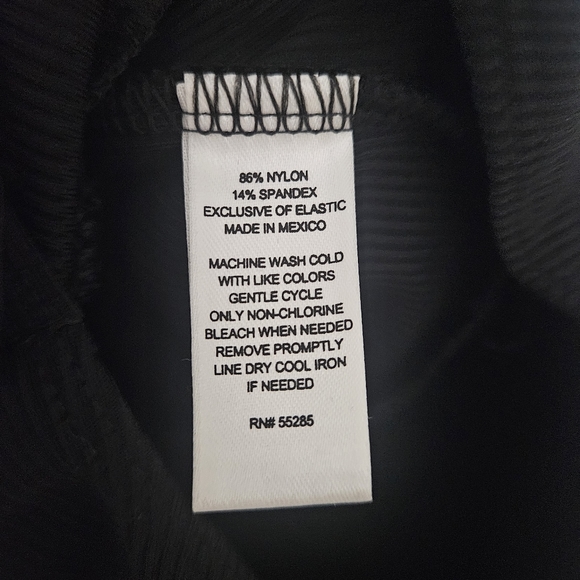 86% NYLON
14% SPANDEX
EXCLUSIVE OF ELASTIC
MADE IN MEXICO
MACHINE WASH COLD
WITH LIKE COLORS
GENTLE CYCLE
ONLY NON-CHLORINE
BLEACH WHEN NEEDED
REMOVE PROMPTLY
LINE DRY COOL IRON
IF NEEDED
RN# 55285